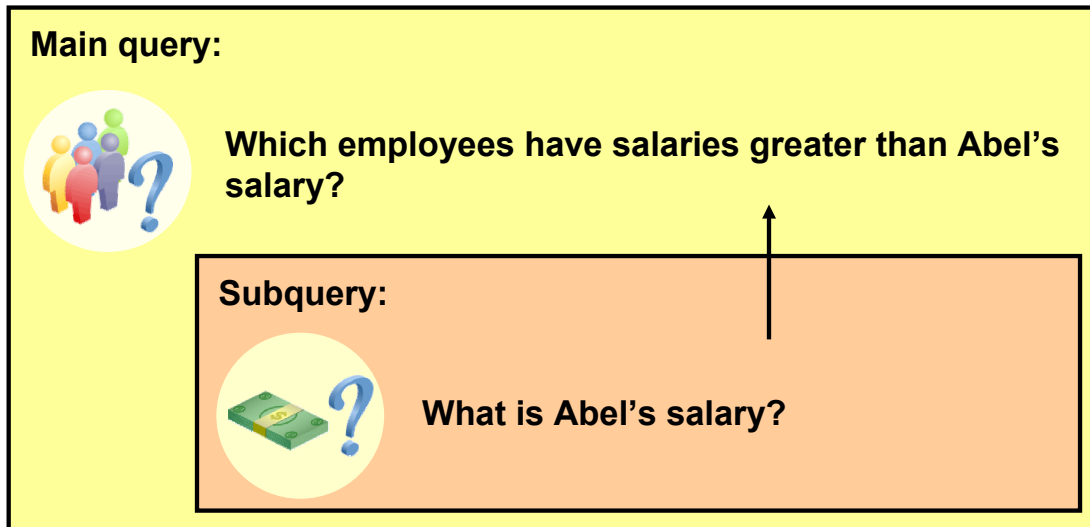 Main query:
Which employees have salaries greater than Abel’s
salary?
Subquery:
What is Abel’s salary?